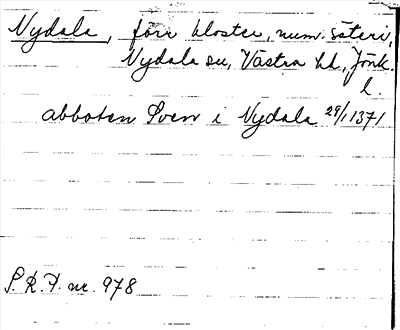 Nydala, förr kloster, num. säteri,
Nydala sn, Västra hd, Jönk.
l.
abboten Sven i Nydala 29/1 1371
S.R.P. nr. 978